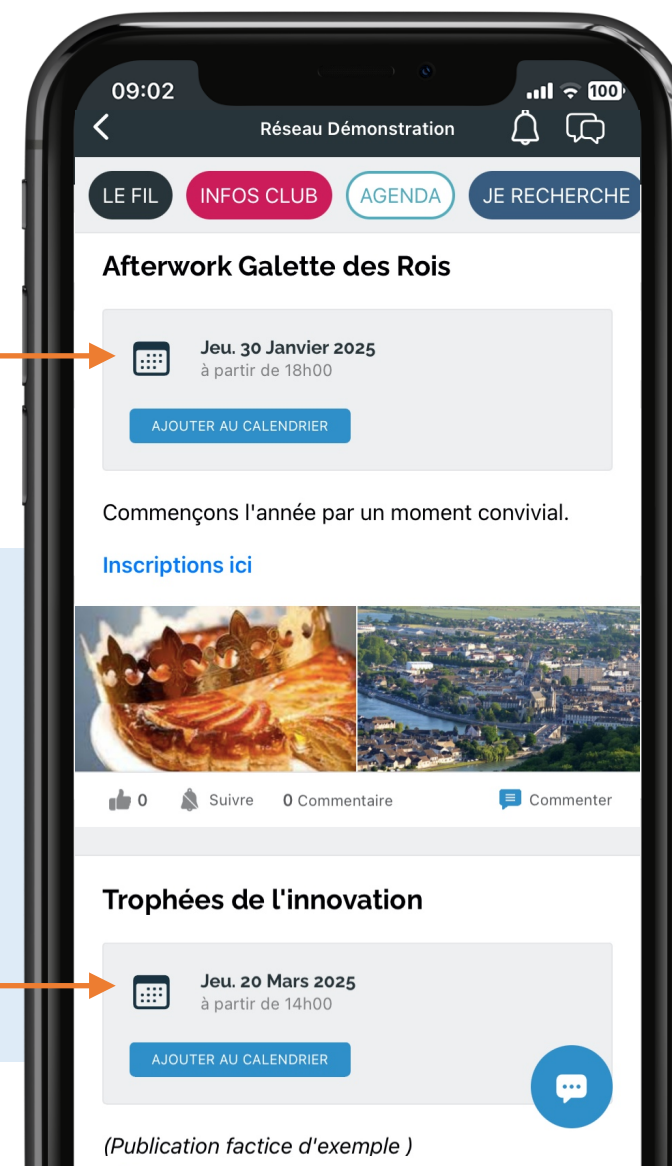 09:02
100
Réseau Démonstration
LE FIL
INFOS CLUB
AGENDA
JE RECHERCHE
Afterwork Galette des Rois
Jeu. 30 Janvier 2025
à partir de 18h00
AJOUTER AU CALENDRIER
Commençons l'année par un moment convivial.
Inscriptions ici
0
Suivre
0 Commentaire
Commenter
Trophées de l'innovation
Jeu. 20 Mars 2025
à partir de 14h00
AJOUTER AU CALENDRIER
(Publication factice d'exemple )